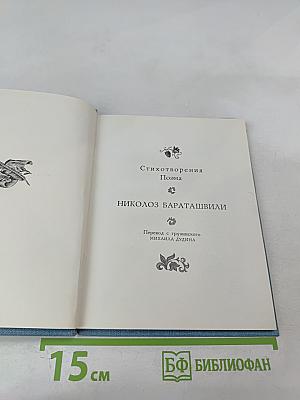 Стихотворения
Поэма
НИКОЛОЗ БАРАТАШВИЛИ
Перевод с грузинского
МИХАИЛА ДУДИНА
15 см
БФ БИБЛИОФАН